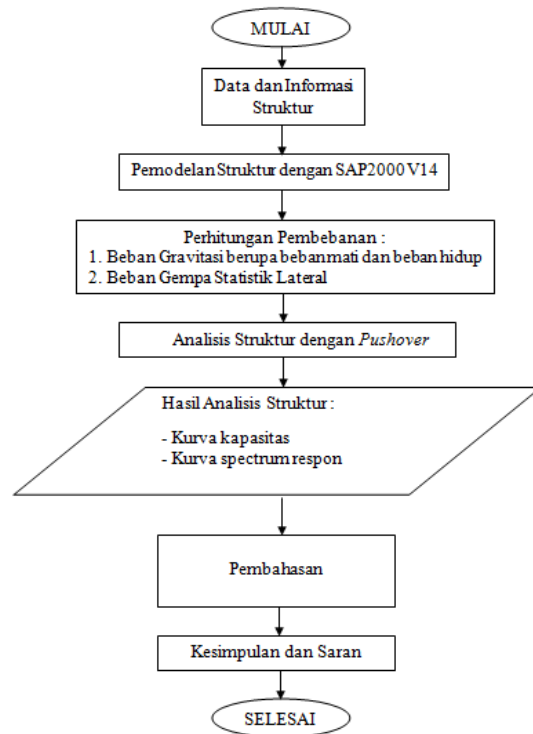 MULAI
Data dan Informasi
Struktur
Pemodelan Struktur dengan SAP2000 V14
Perhitungan Pembebanan :
1. Beban Gravitasi berupa bebanmati dan beban hidup
2. Beban Gempa Statistik Lateral
Analisis Struktur dengan Pushover
Hasil Analisis Struktur :
- Kurva kapasitas
- Kurva spectrum respon
Pembahasan
Kesimpulan dan Saran
SELESAI